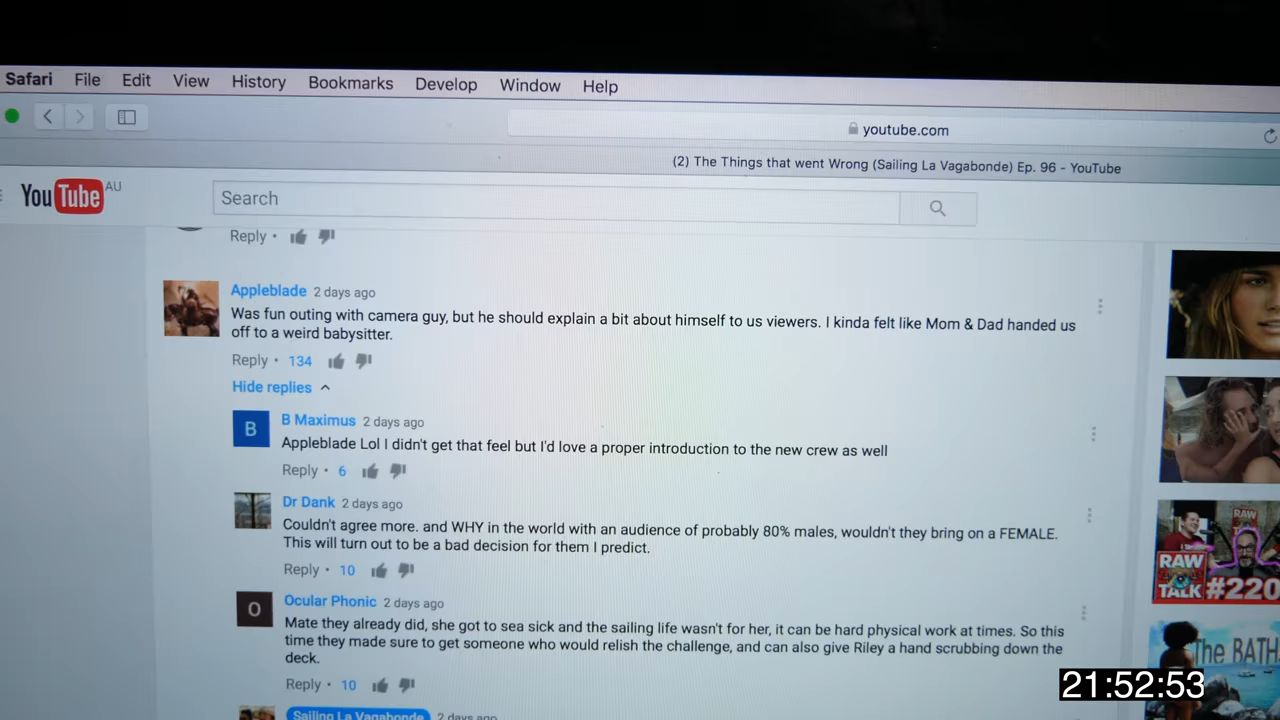 Safari File Edit View History Bookmarks Develop Window Help
youtube.com
(2) The Things that went Wrong (Sailing La Vagabonde) Ep. 96 - YouTube
YouTube AU
Search
Reply •
Appleblade 2 days ago
Was fun outing with camera guy, but he should explain a bit about himself to us viewers. I kinda felt like Mom & Dad handed us
off to a weird babysitter.
Reply • 134
Hide replies
B
B Maximus 2 days ago
Appleblade Lol I didn't get that feel but I'd love a proper introduction to the new crew as well
Reply • 6
Dr Dank 2 days ago
Couldn't agree more. and WHY in the world with an audience of probably 80% males, wouldn't they bring on a FEMALE.
This will turn out to be a bad decision for them I predict.
Reply • 10
O
Ocular Phonic 2 days ago
Mate they already did, she got to sea sick and the sailing life wasn't for her, it can be hard physical work at times. So this
time they made sure to get someone who would relish the challenge, and can also give Riley a hand scrubbing down the
deck.
Reply • 10
Sailing La Vagabonde 2 days ago
RAW
RAW
TALK #220
The BATH
21:52:53